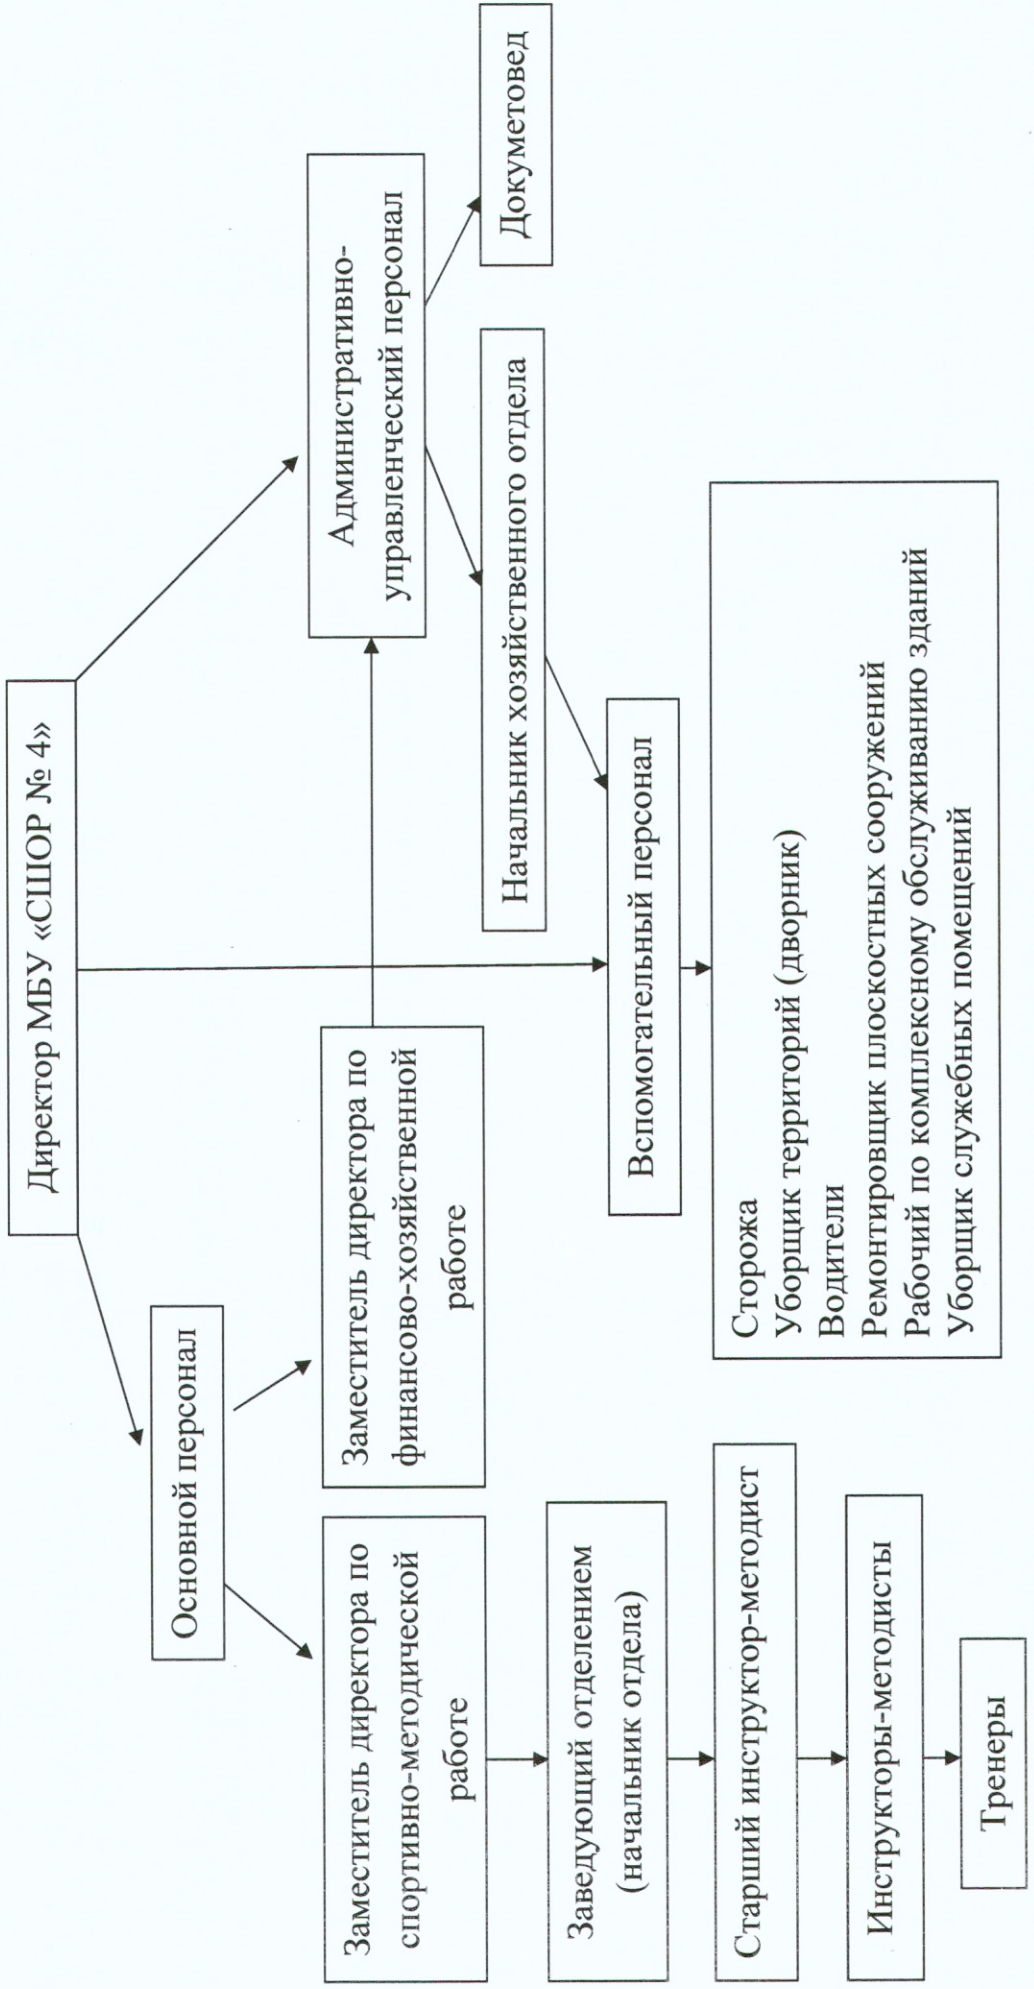 Директор МБУ «СШОР № 4»
Основной персонал
Административно-
управленческий персонал
Заместитель директора по
спортивно-методической
работе
Заместитель директора по
финансово-хозяйственной
работе
Начальник хозяйственного отдела
Докуметовед
Заведующий отделением
(начальник отдела)
Вспомогательный персонал
Старший инструктор-методист
Сторожа
Уборщик территорий (дворник)
Водители
Ремонтировщик плоскостных сооружений
Рабочий по комплексному обслуживанию зданий
Уборщик служебных помещений
Инструкторы-методисты
Тренеры